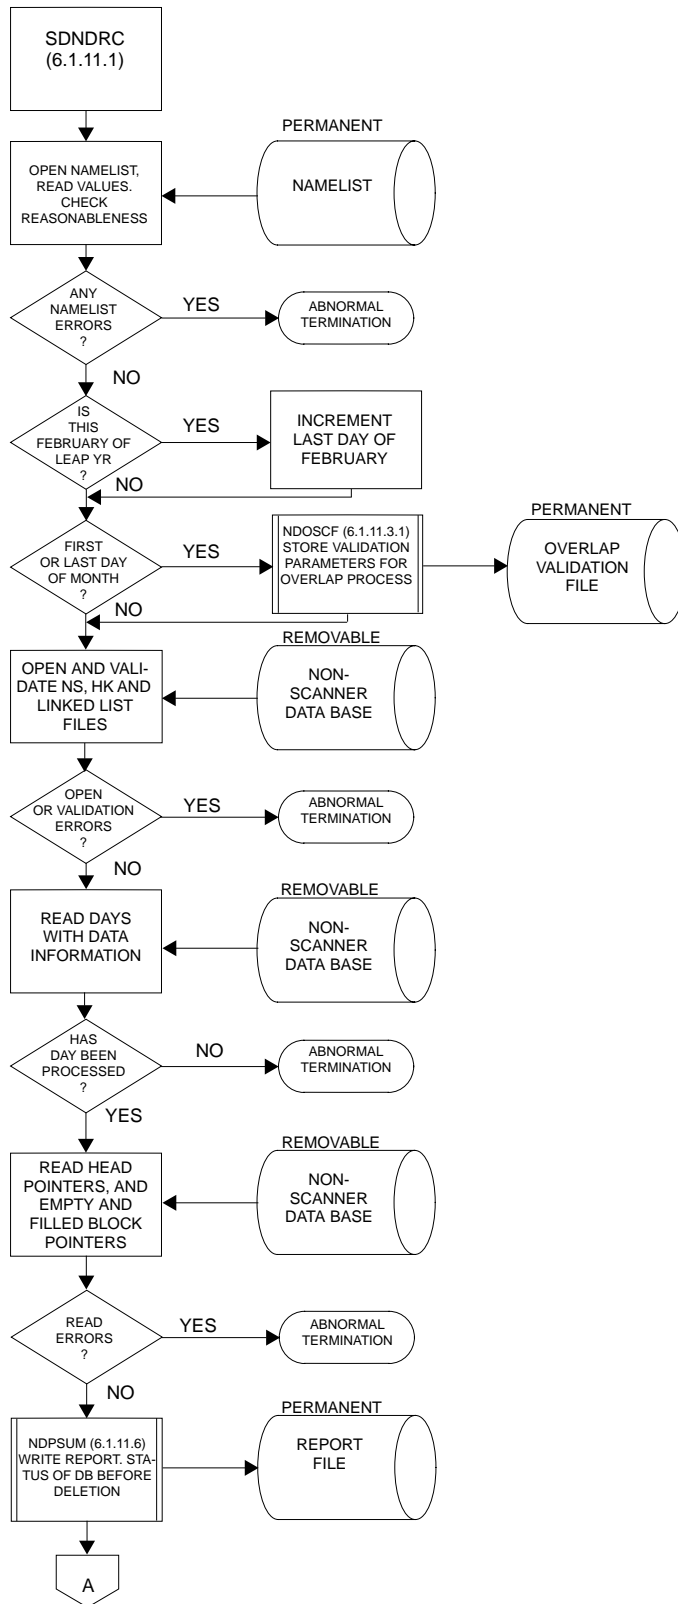 SDNDRC
(6.1.11.1)
PERMANENT
OPEN NAMELIST,
READ VALUES.
CHECK
REASONABLENESS
NAMELIST
ANY
NAMELIST
ERRORS
?
YES
ABNORMAL
TERMINATION
NO
IS
THIS
FEBRUARY OF
LEAP YR
?
YES
INCREMENT
LAST DAY OF
FEBRUARY
NO
FIRST
OR LAST DAY
OF MONTH
?
YES
NDOSCF (6.1.11.3.1)
STORE VALIDATION
PARAMETERS FOR
OVERLAP PROCESS
PERMANENT
OVERLAP
VALIDATION
FILE
NO
REMOVABLE
OPEN AND VALI-
DATE NS, HK AND
LINKED LIST
FILES
NON-
SCANNER
DATA BASE
OPEN
OR VALIDATION
ERRORS
?
YES
ABNORMAL
TERMINATION
NO
REMOVABLE
READ DAYS
WITH DATA
INFORMATION
NON-
SCANNER
DATA BASE
HAS
DAY BEEN
PROCESSED
?
NO
ABNORMAL
TERMINATION
YES
REMOVABLE
READ HEAD
POINTERS, AND
EMPTY AND
FILLED BLOCK
POINTERS
NON-
SCANNER
DATA BASE
READ
ERRORS
?
YES
ABNORMAL
TERMINATION
NO
PERMANENT
NDPSUM (6.1.11.6)
WRITE REPORT. STA-
TUS OF DB BEFORE
DELETION
REPORT
FILE
A